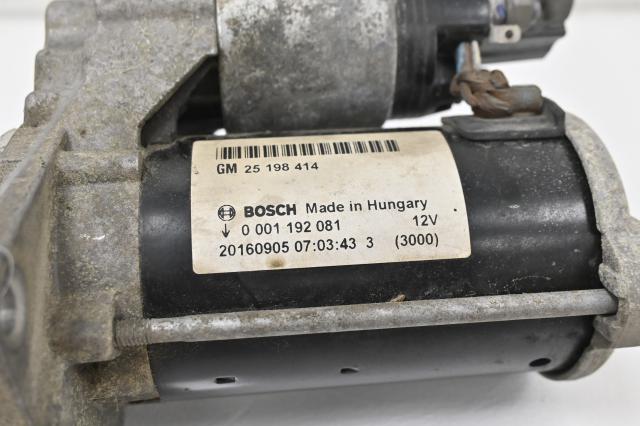 GM 25 198 414
BOSCH Made in Hungary
↓ 0 001 192 081 12V
20160905 07:03:43 3 (3000)